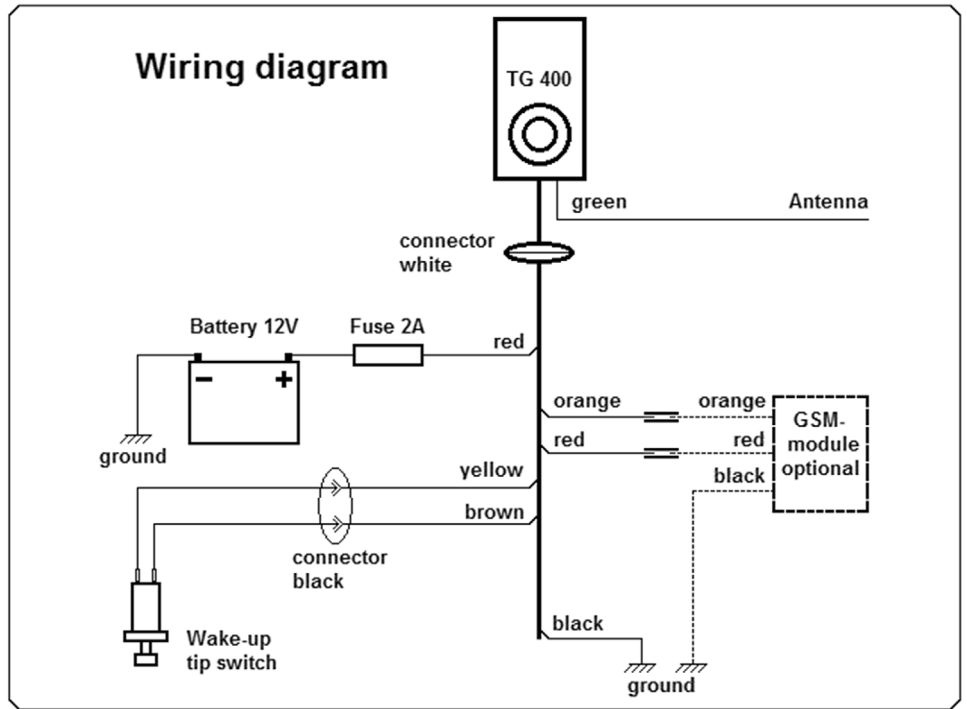 Wiring diagram
TG 400
green
Antenna
connector
white
Battery 12V
Fuse 2A
red
orange
orange
GSM-
module
optional
red
red
black
ground
yellow
brown
connector
black
Wake-up
tip switch
black
ground